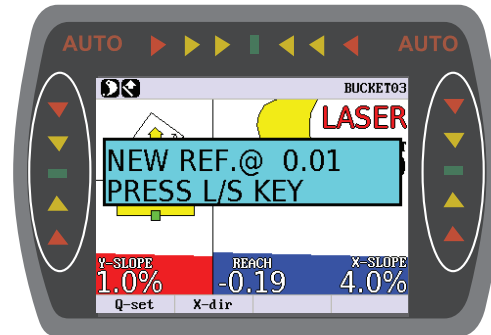 AUTO AUTO
BUCKET03
LASER
NEW REF.@ 0.01
PRESS L/S KEY
Y-SLOPE REACH X-SLOPE
1.0% -0.19 4.0%
Q-set X-dir